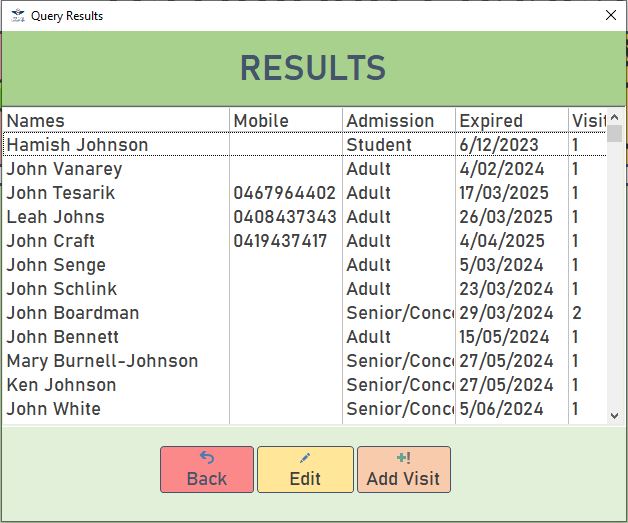 Query Results
RESULTS
Names Mobile Admission Expired Visit
Hamish Johnson Student 6/12/2023 1
John Vanarey Adult 4/02/2024 1
John Tesarik 0467964402 Adult 17/03/2025 1
Leah Johns 0408437343 Adult 26/03/2025 1
John Craft 0419437417 Adult 4/04/2025 1
John Senge Adult 5/03/2024 1
John Schlink Adult 23/03/2024 1
John Boardman Senior/Conc 29/03/2024 2
John Bennett Adult 15/05/2024 1
Mary Burnell-Johnson Senior/Conc 27/05/2024 1
Ken Johnson Senior/Conc 27/05/2024 1
John White Senior/Conc 5/06/2024 1
Back Edit Add Visit